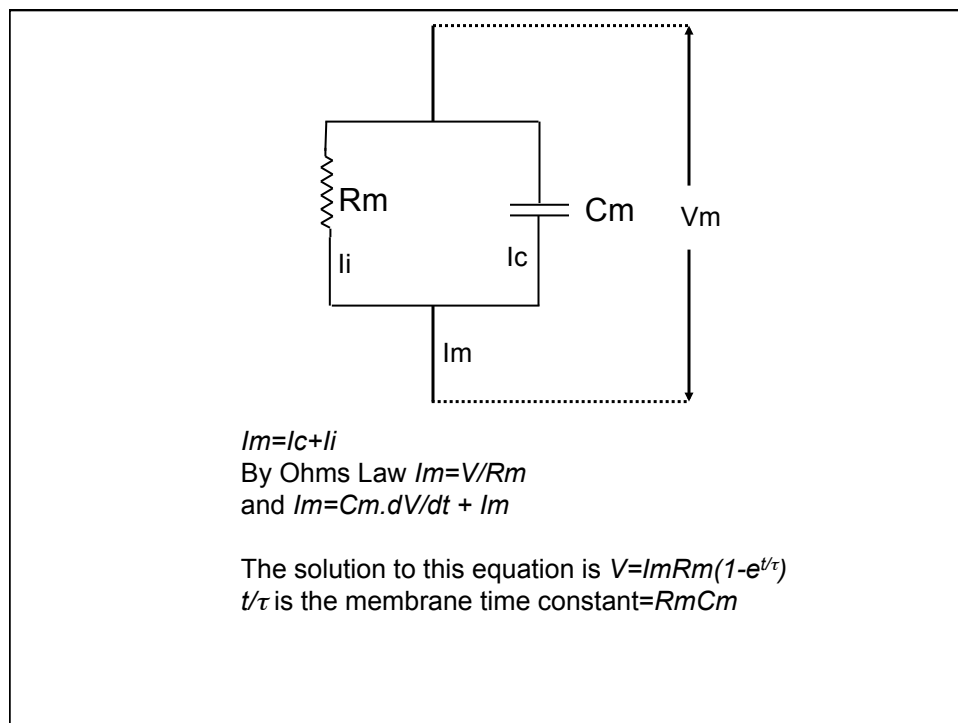 Rm
Cm
Vm
Ii
Ic
Im
Im=Ic+Ii
By Ohms Law Im=V/Rm
and Im=Cm.dV/dt + Im
The solution to this equation is V=ImRm(1-e^t/τ)
t/τ is the membrane time constant=RmCm